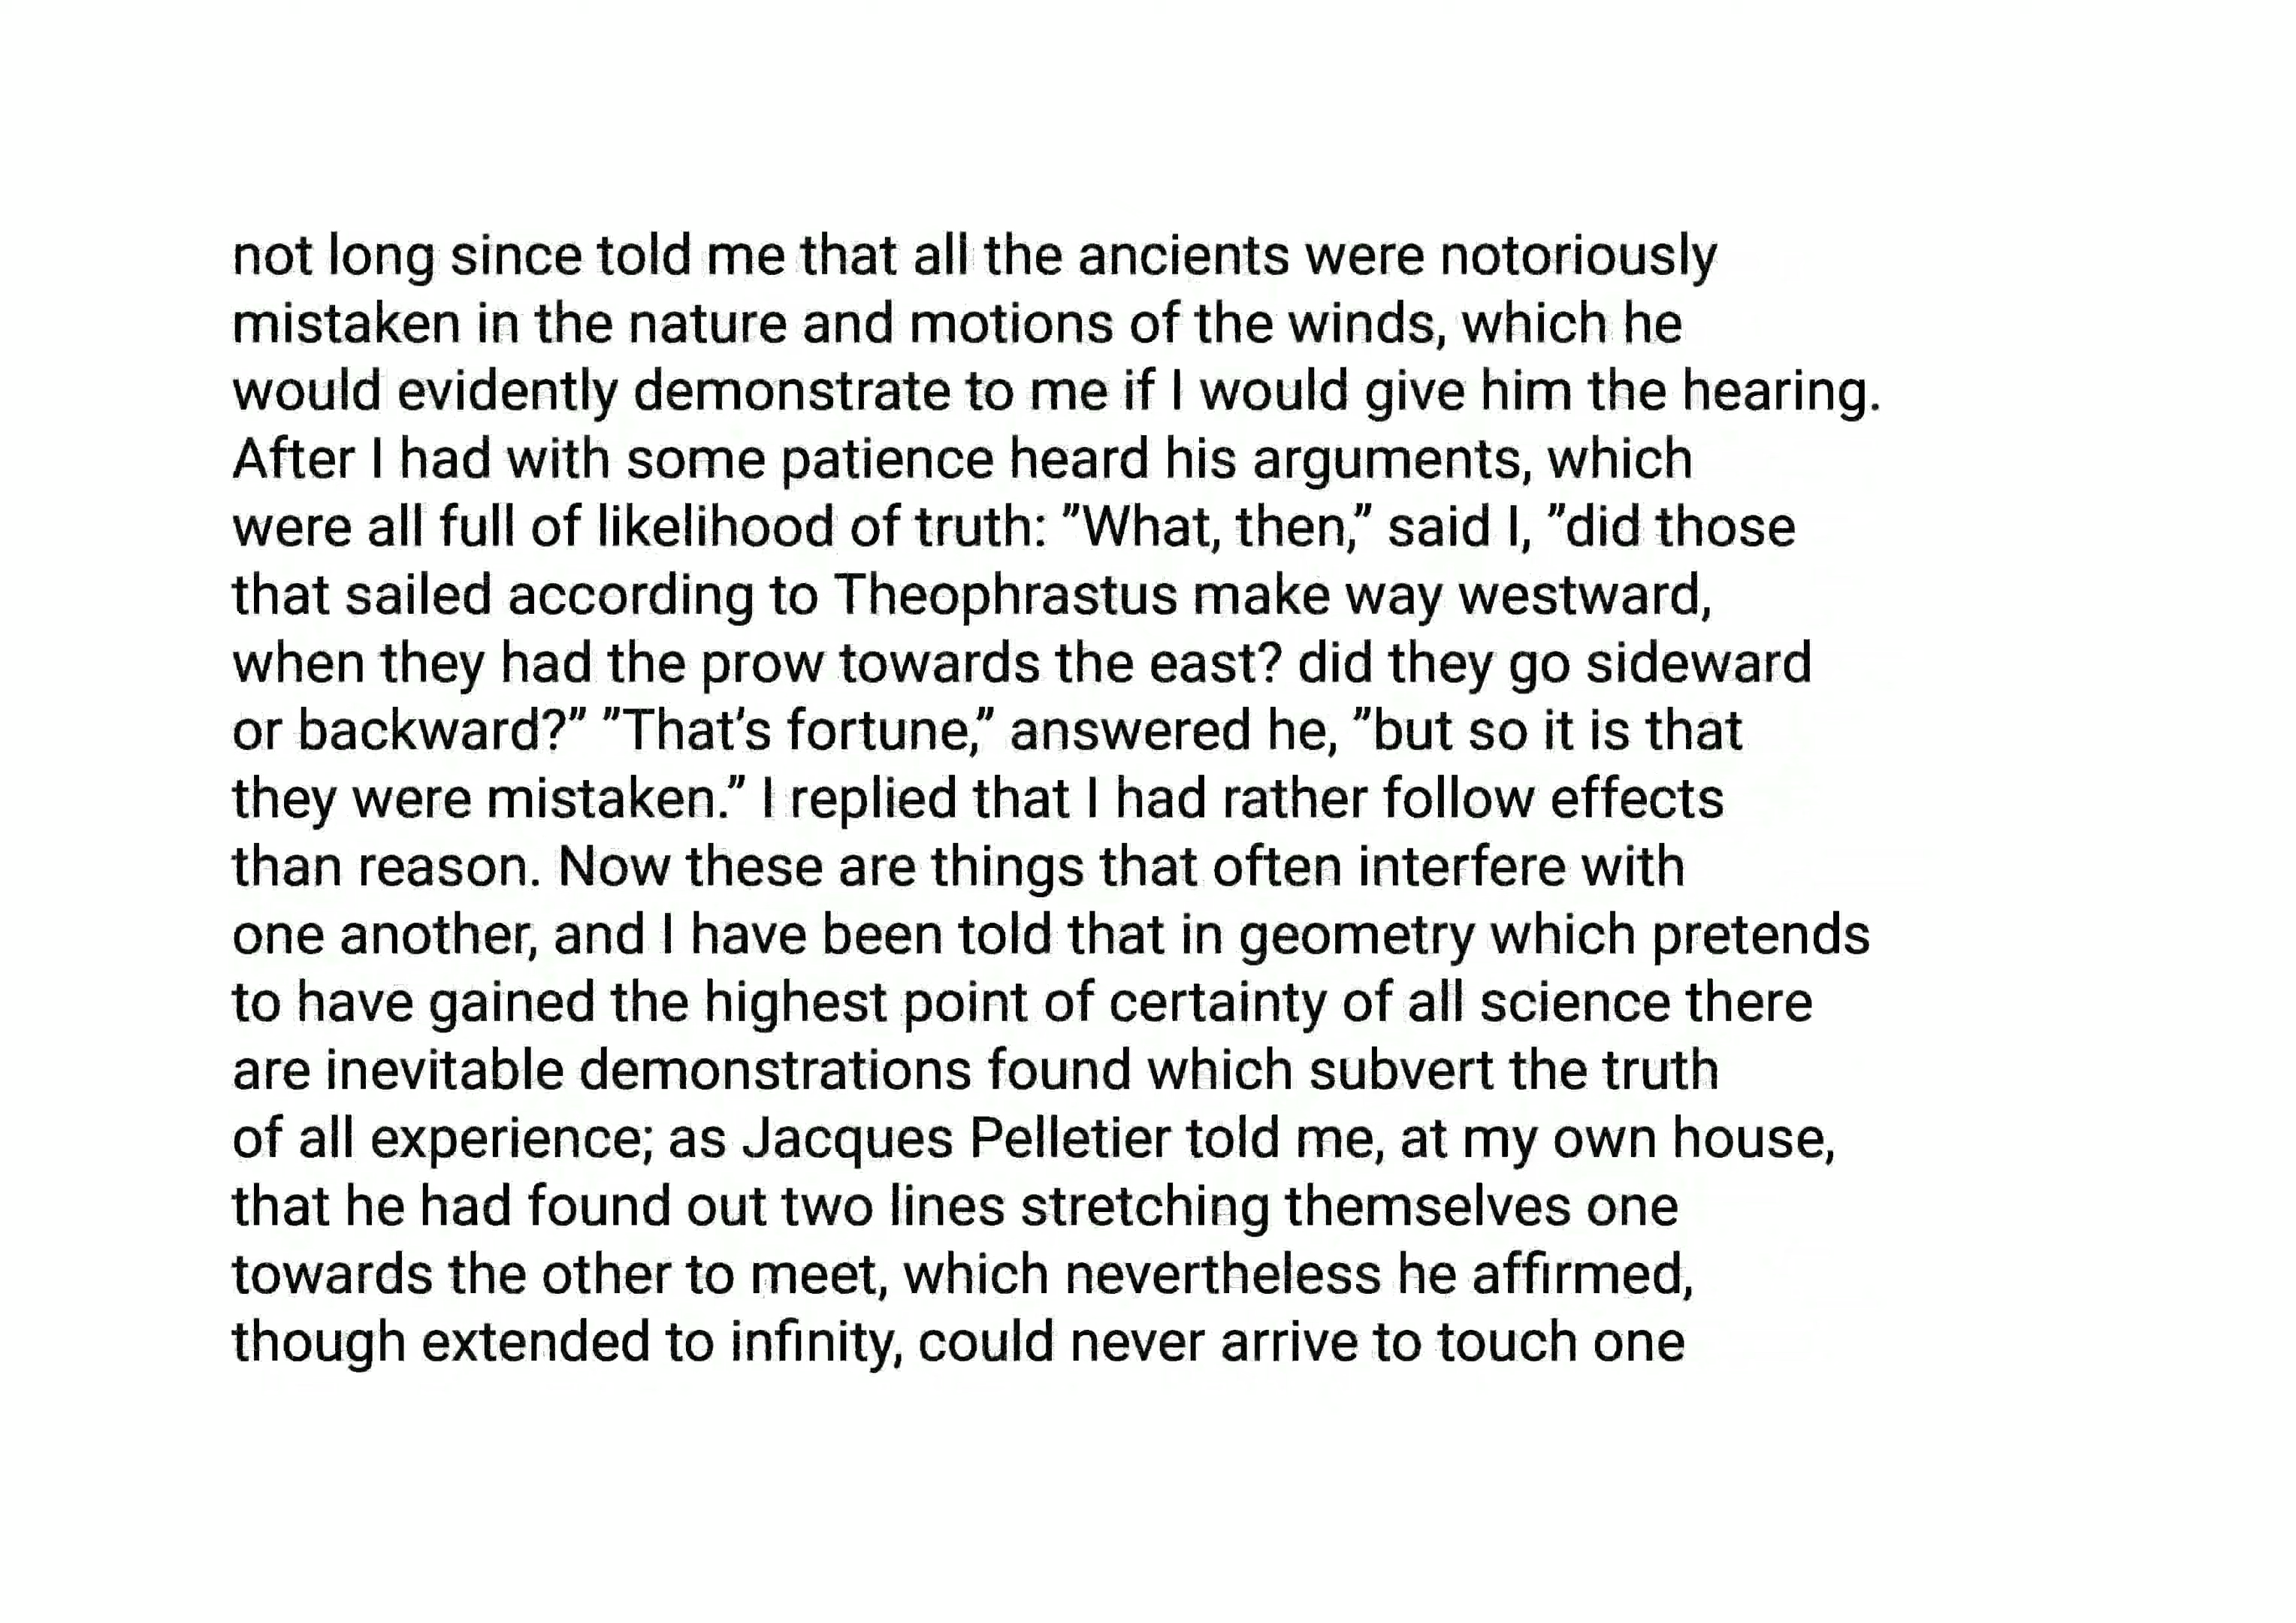 not long since told me that all the ancients were notoriously
mistaken in the nature and motions of the winds, which he
would evidently demonstrate to me if I would give him the hearing.
After I had with some patience heard his arguments, which
were all full of likelihood of truth: ”What, then,” said I, ”did those
that sailed according to Theophrastus make way westward,
when they had the prow towards the east? did they go sideward
or backward?” ”That’s fortune,” answered he, ”but so it is that
they were mistaken.” I replied that I had rather follow effects
than reason. Now these are things that often interfere with
one another, and I have been told that in geometry which pretends
to have gained the highest point of certainty of all science there
are inevitable demonstrations found which subvert the truth
of all experience; as Jacques Pelletier told me, at my own house,
that he had found out two lines stretching themselves one
towards the other to meet, which nevertheless he affirmed,
though extended to infinity, could never arrive to touch one